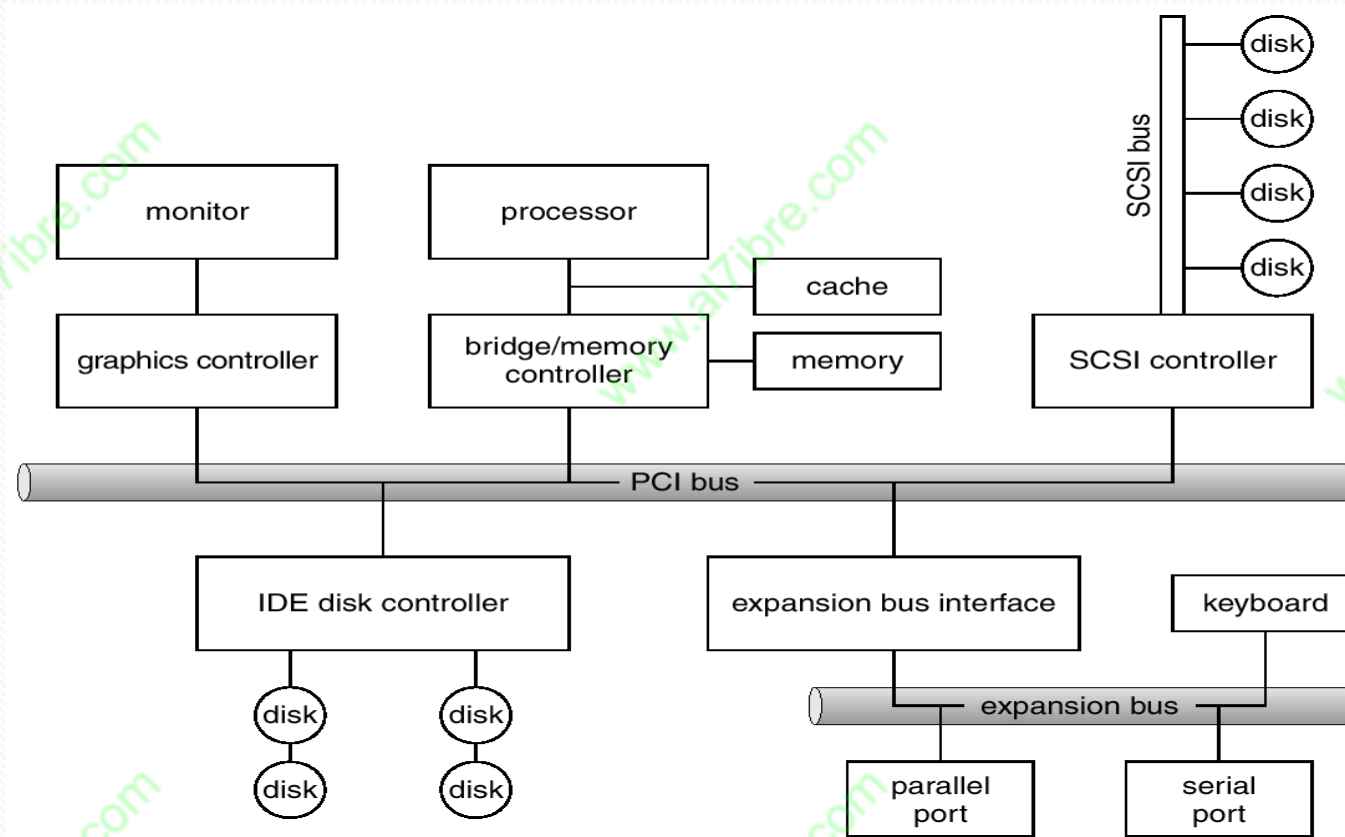 disk
disk
disk
disk
SCSI bus
monitor
processor
cache
graphics controller
bridge/memory
controller
memory
SCSI controller
PCI bus
IDE disk controller
expansion bus interface
keyboard
disk
disk
disk
disk
expansion bus
parallel
port
serial
port
www.al7ibre.com